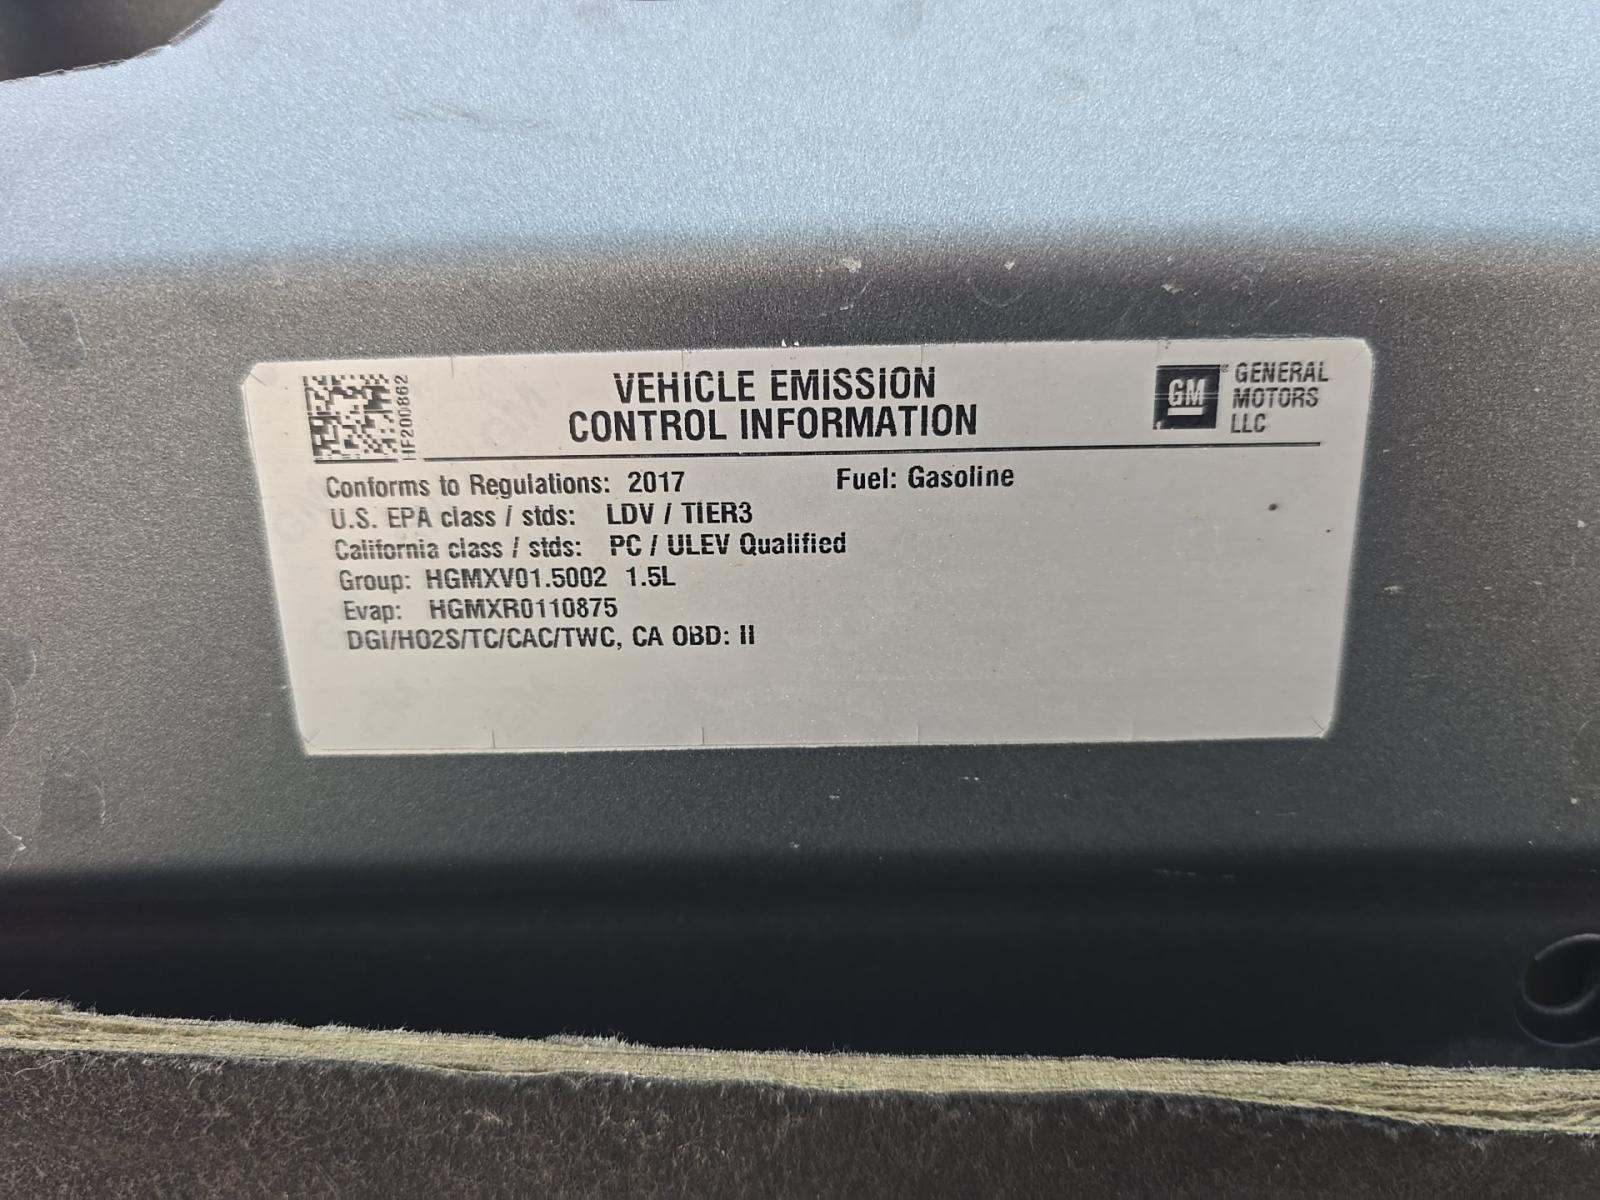 HF200862
VEHICLE EMISSION
CONTROL INFORMATION
GM
GENERAL
MOTORS
LLC
Conforms to Regulations: 2017 Fuel: Gasoline
U.S. EPA class / stds: LDV / TIER3
California class / stds: PC / ULEV Qualified
Group: HGMXV01.5002 1.5L
Evap: HGMXR0110875
DGI/HO2S/TC/CAC/TWC, CA OBD: II